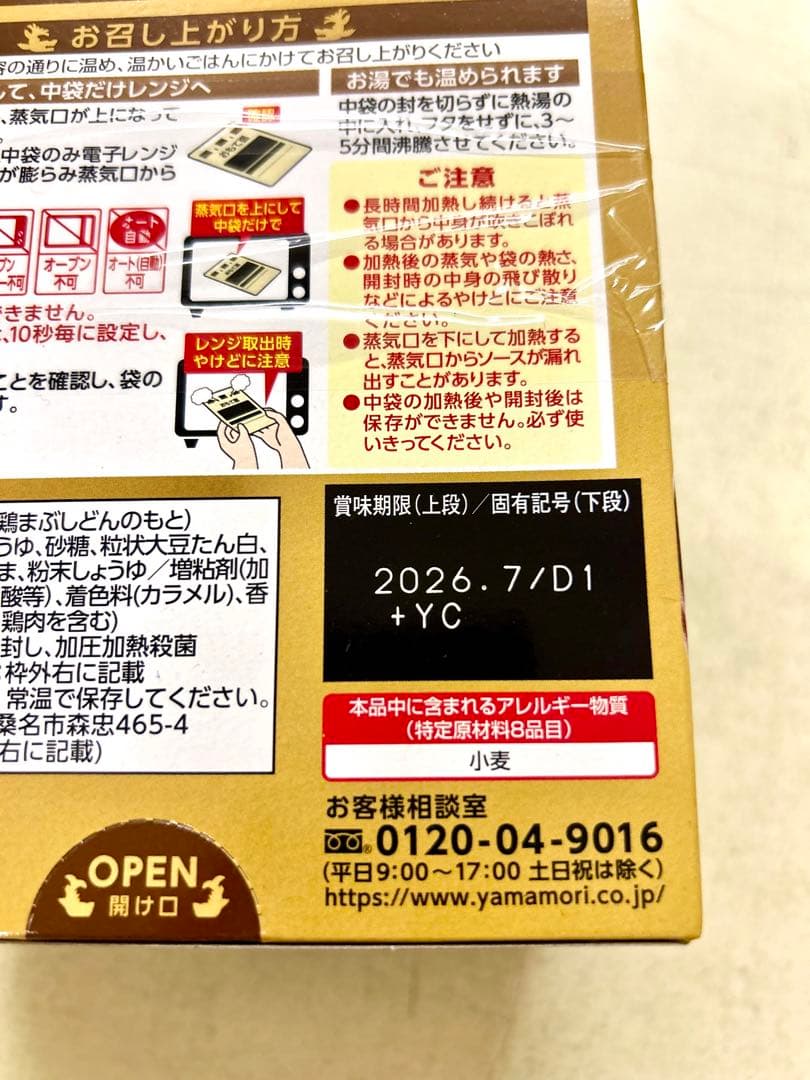 お召し上がり方
の通りに温め、温かいごはんにかけてお召し上がりください
して、中袋だけレンジへ
、蒸気口が上になって
中袋のみ電子レンジ
が膨らみ蒸気口から
蒸気口を上にして
中袋だけで
オーブン
不可
オート
自動
オート(自動)
不可
できません。
、10秒毎に設定し、
レンジ取出時
やけどに注意
ことを確認し、袋の
す。
お湯でも温められます
中袋の封を切らずに熱湯の
中に入れ、フタをせずに、3〜
5分間沸騰させてください。
ご注意
●長時間加熱し続けると蒸
気口から中身が吹きこぼれ
る場合があります。
●加熱後の蒸気や袋の熱さ、
開封時の中身の飛び散り
などによるやけどにご注意
ください。
●蒸気口を下にして加熱する
と、蒸気口からソースが漏れ
出すことがあります。
●中袋の加熱後や開封後は
保存ができません。必ず使
いきってください。
鶏まぶしどんのもと)
うゆ、砂糖、粒状大豆たん白、
ま、粉末しょうゆ/増粘剤(加
酸等)、着色料(カラメル)、香
鶏肉を含む)
封し、加圧加熱殺菌
枠外右に記載
常温で保存してください。
桑名市森忠465-4
右に記載)
賞味期限(上段)/固有記号(下段)
2026.7/D1
+YC
本品中に含まれるアレルギー物質
(特定原材料8品目)
小麦
お客様相談室
0120-04-9016
(平日9:00〜17:00 土日祝は除く)
https://www.yamamori.co.jp/
OPEN
開け口